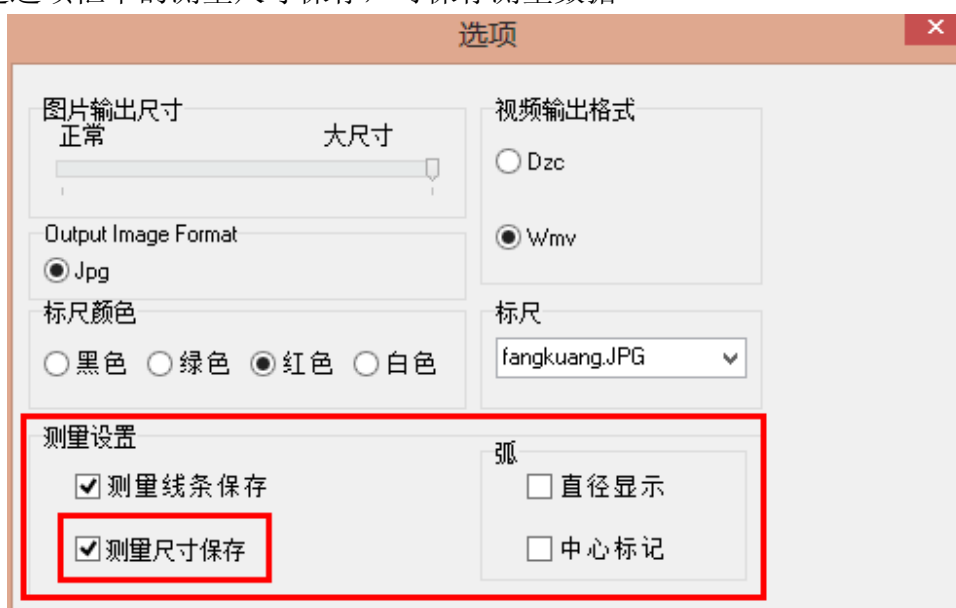 选项
图片输出尺寸
正常 大尺寸
视频输出格式
Dzc
Wmv
Output Image Format
Jpg
标尺颜色
黑色 绿色 红色 白色
标尺
fangkuang.JPG
测量设置
测量线条保存
测量尺寸保存
弧
直径显示
中心标记